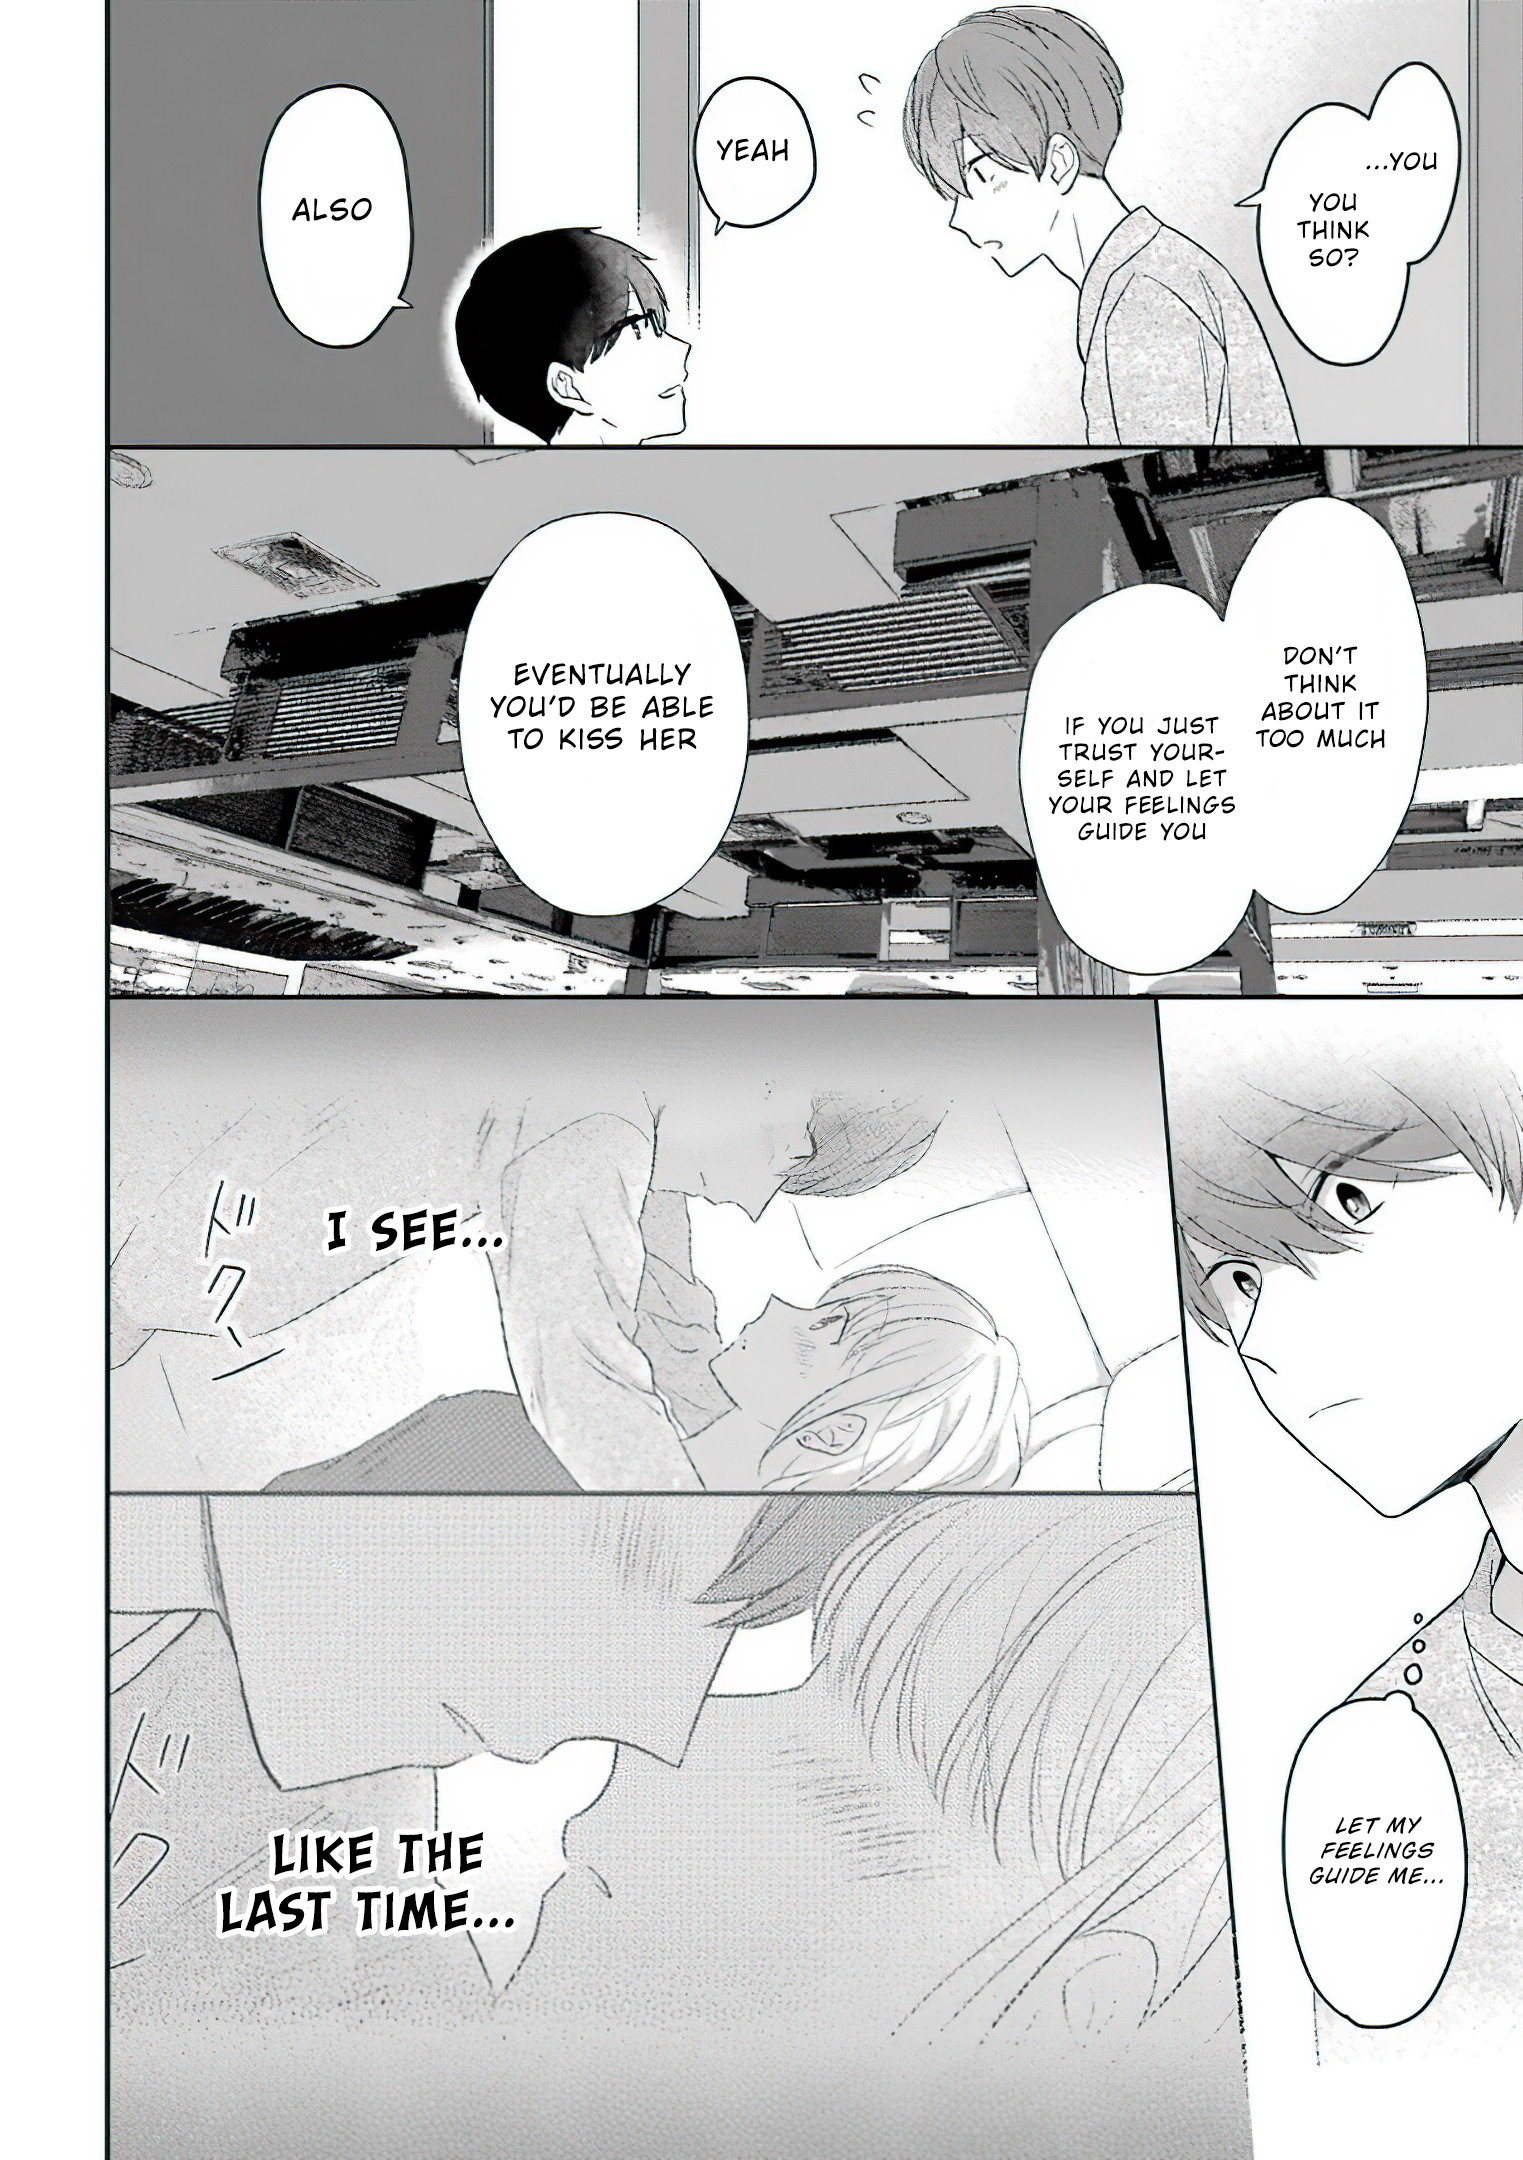 ...YOU
YOU
THINK
SO?
YEAH
ALSO
DON'T
THINK
ABOUT IT
TOO MUCH
IF YOU JUST
TRUST YOUR-
SELF AND LET
YOUR FEELINGS
GUIDE YOU
EVENTUALLY
YOU'D BE ABLE
TO KISS HER
LET MY
FEELINGS
GUIDE ME...
I SEE...
ドクン
LIKE THE
LAST TIME...
ド